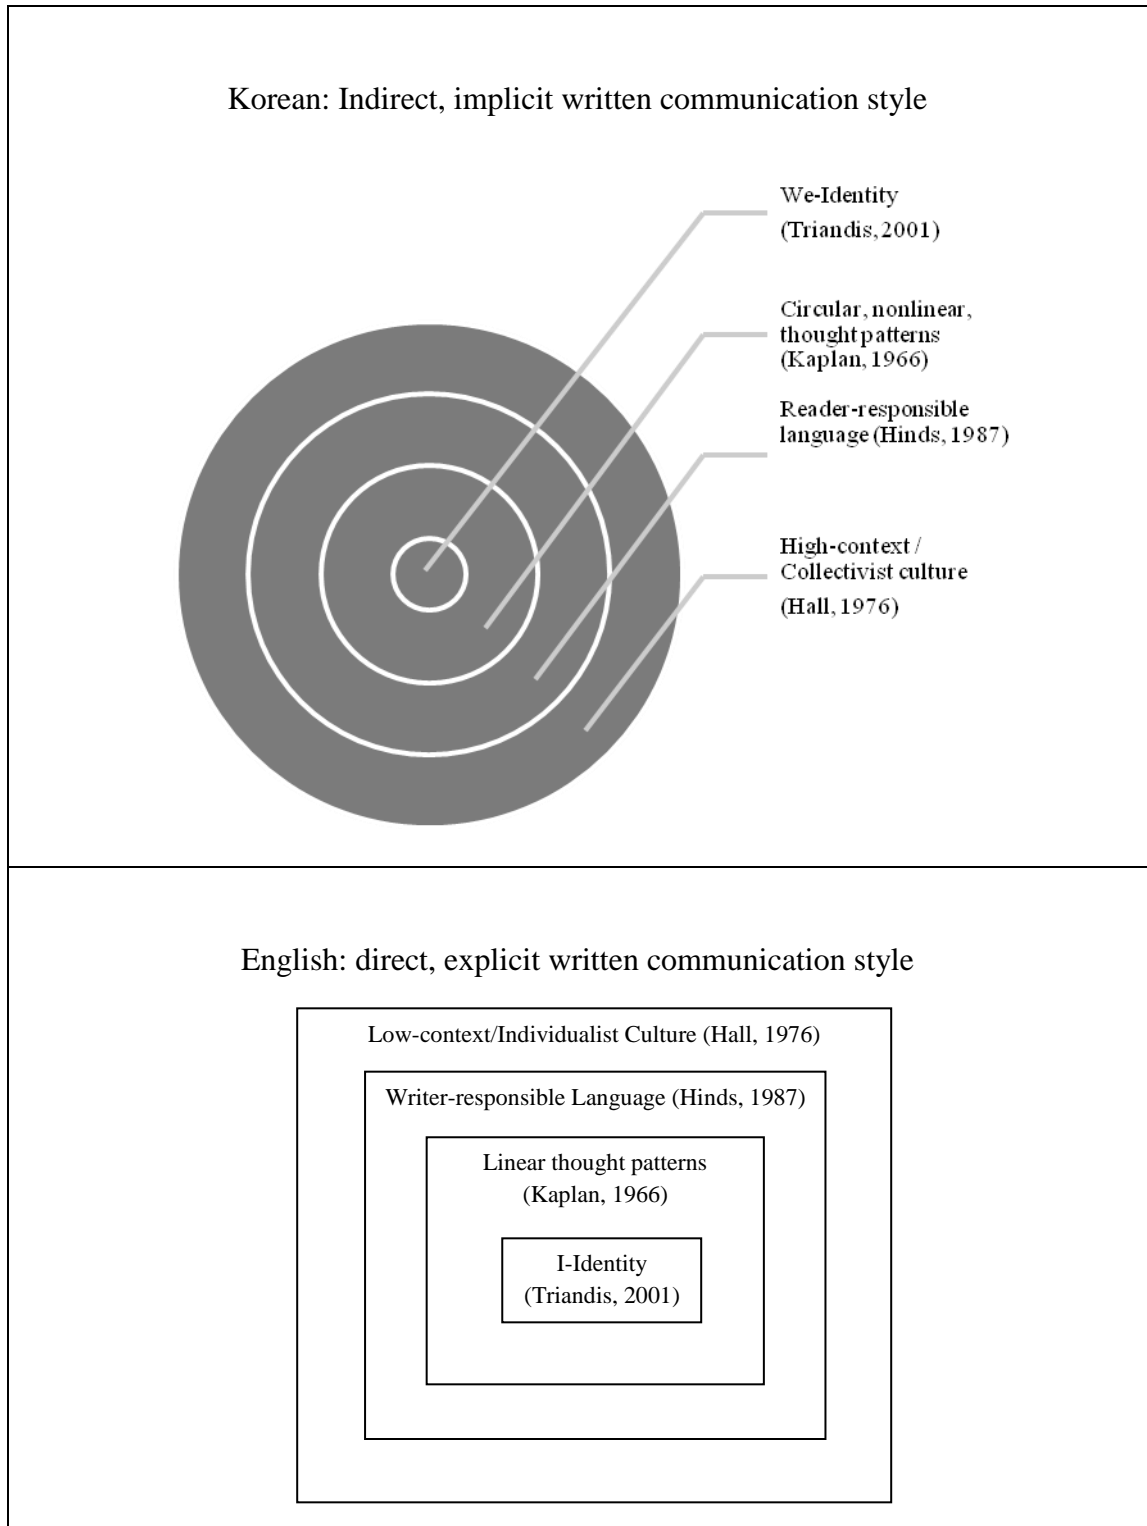 Korean: Indirect, implicit written communication style
We-Identity
(Triandis, 2001)
Circular, nonlinear,
thought patterns
(Kaplan, 1966)
Reader-responsible
language (Hinds, 1987)
High-context /
Collectivist culture
(Hall, 1976)
English: direct, explicit written communication style
Low-context/Individualist Culture (Hall, 1976)
Writer-responsible Language (Hinds, 1987)
Linear thought patterns
(Kaplan, 1966)
I-Identity
(Triandis, 2001)